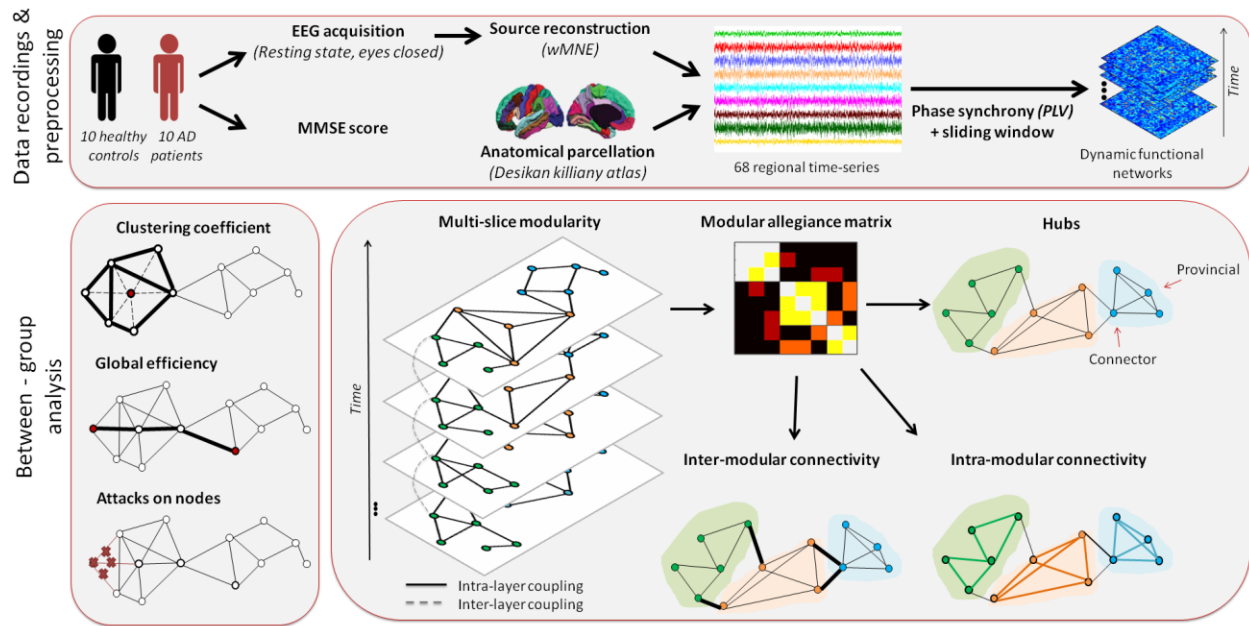 Data recordings &
preprocessing
10 healthy
controls
10 AD
patients
EEG acquisition
(Resting state, eyes closed)
MMSE score
Source reconstruction
(wMNE)
Anatomical parcellation
(Desikan killiany atlas)
68 regional time-series
Phase synchrony (PLV)
+ sliding window
Time
Dynamic functional
networks
Between - group
analysis
Clustering coefficient
Global efficiency
Attacks on nodes
Multi-slice modularity
Time
Intra-layer coupling
Inter-layer coupling
Modular allegiance matrix
Hubs
Provincial
Connector
Inter-modular connectivity
Intra-modular connectivity